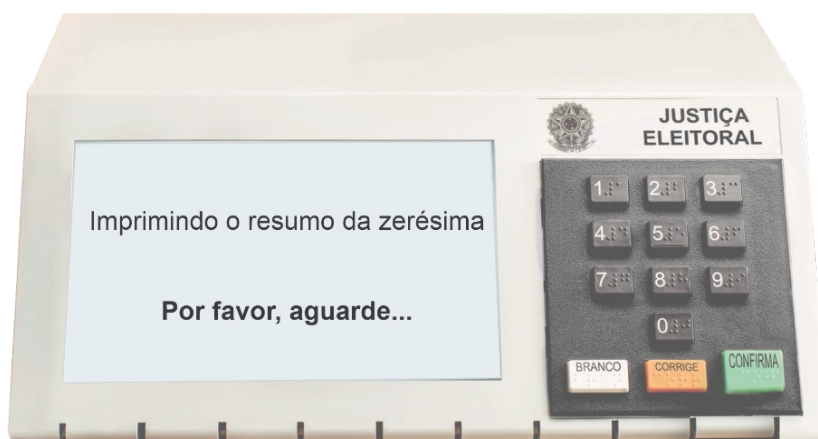 JUSTIÇA
ELEITORAL
Imprimindo o resumo da zerésima
Por favor, aguarde...
1 2 3
4 5 6
7 8 9
0
BRANCO CORRIGE CONFIRMA